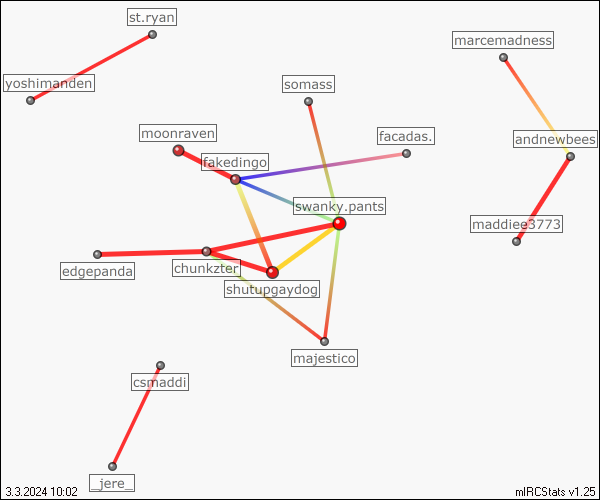 st.ryan
marcemadness
yoshimanden
somass
moonraven
facadas.
andnewbees
fakedingo
swanky.pants
maddiee3773
edgepanda
chunkzter
shutupgaydog
majestico
csmaddi
_jere_
3.3.2024 10:02
mIRCStats v1.25